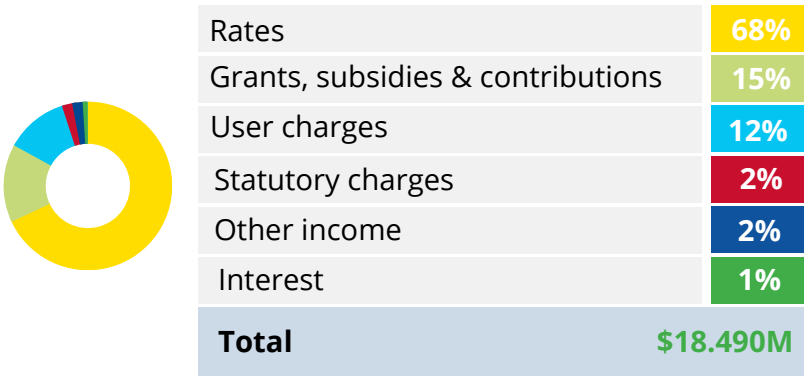 Rates 68%
Grants, subsidies & contributions 15%
User charges 12%
Statutory charges 2%
Other income 2%
Interest 1%
Total $18.490M